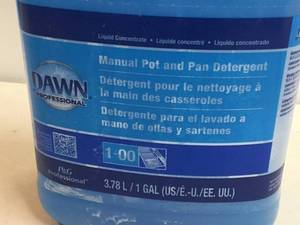 Liquid Concentrate • Liquide concentré • Líquido concentrado
DAWN
PROFESSIONAL
Manual Pot and Pan Detergent
Détergent pour le nettoyage à
la main des casseroles
Detergente para el lavado a
mano de ollas y sartenes
1-00
P&G
Professional™
3.78 L / 1 GAL (US/É.-U./EE. UU.)